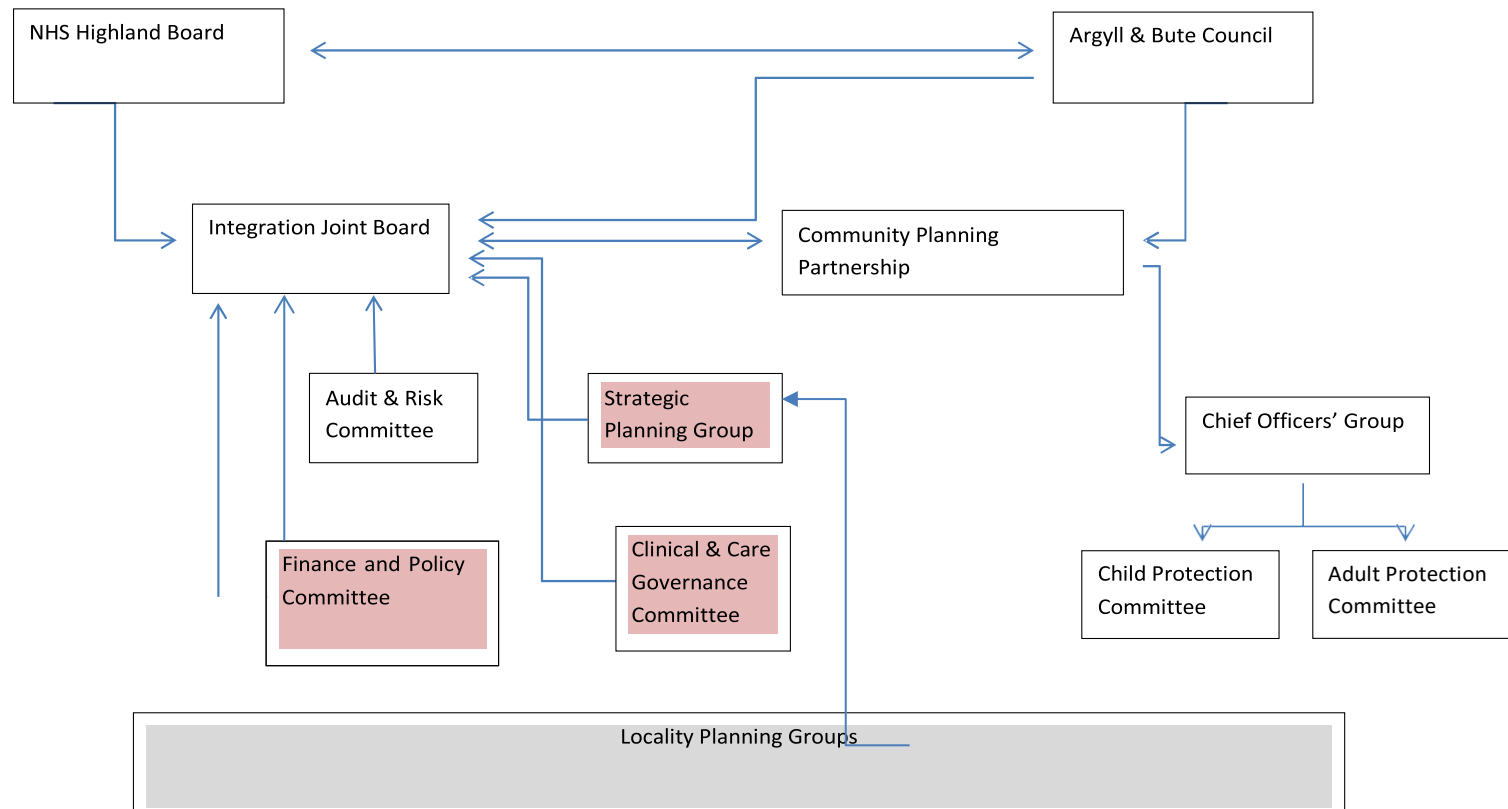 NHS Highland Board
Argyll & Bute Council
Integration Joint Board
Community Planning
Partnership
Audit & Risk
Committee
Strategic
Planning Group
Chief Officers’ Group
Finance and Policy
Committee
Clinical & Care
Governance
Committee
Child Protection
Committee
Adult Protection
Committee
Locality Planning Groups